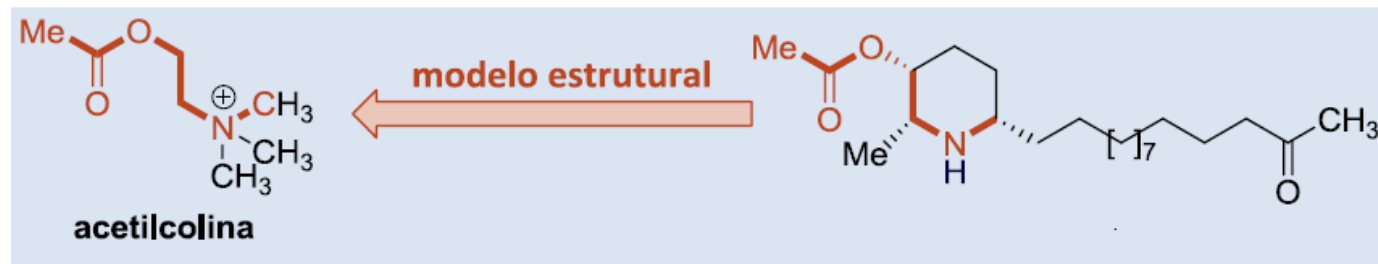 Me O
O
⊕
CH3
N
CH3
CH3
acetilcolina
modelo estrutural
Me O
O
Me
N
H
[ ]7
CH3
O